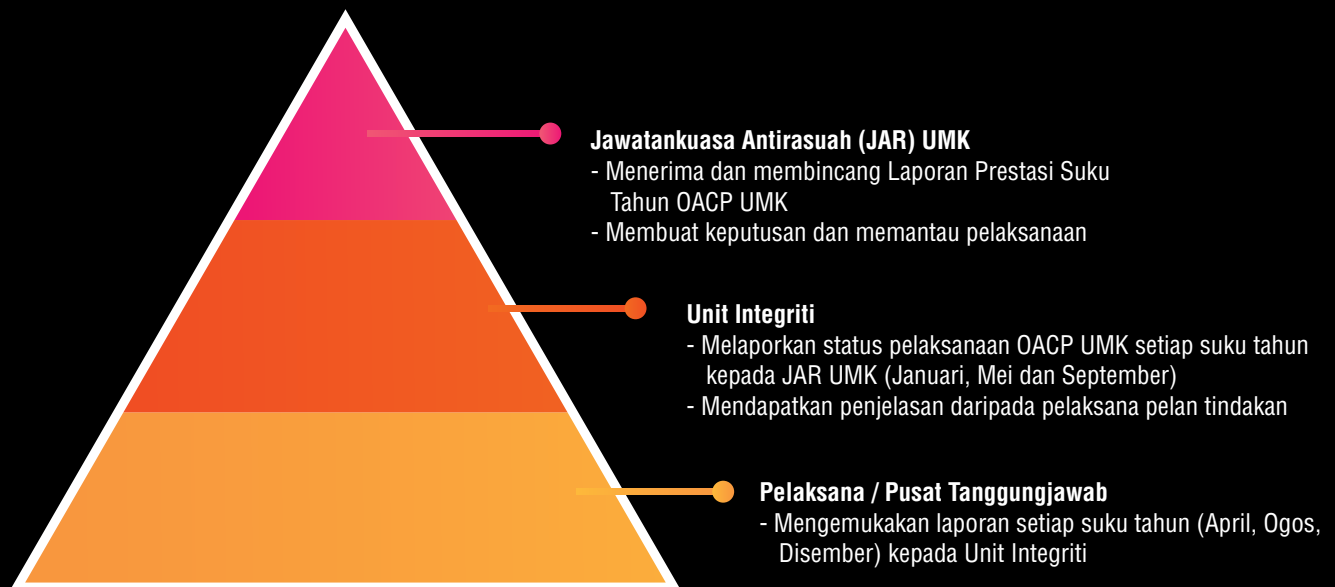 Jawatankuasa Antirasuah (JAR) UMK
- Menerima dan membincang Laporan Prestasi Suku
Tahun OACP UMK
- Membuat keputusan dan memantau pelaksanaan
Unit Integriti
- Melaporkan status pelaksanaan OACP UMK setiap suku tahun
kepada JAR UMK (Januari, Mei dan September)
- Mendapatkan penjelasan daripada pelaksana pelan tindakan
Pelaksana / Pusat Tanggungjawab
- Mengemukakan laporan setiap suku tahun (April, Ogos,
Disember) kepada Unit Integriti